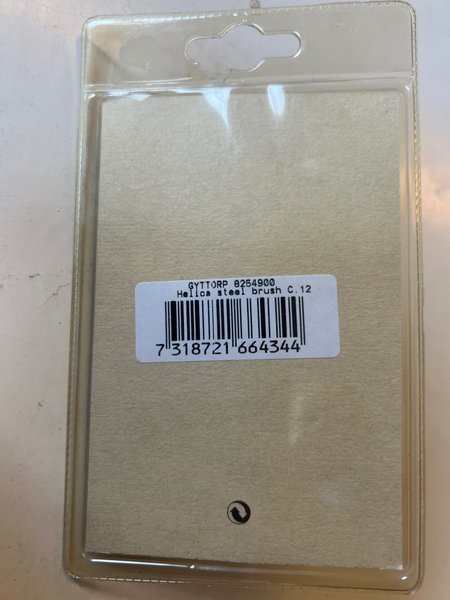 GYTTORP 8254900
Helica steel brush C.12
7 318721 664344